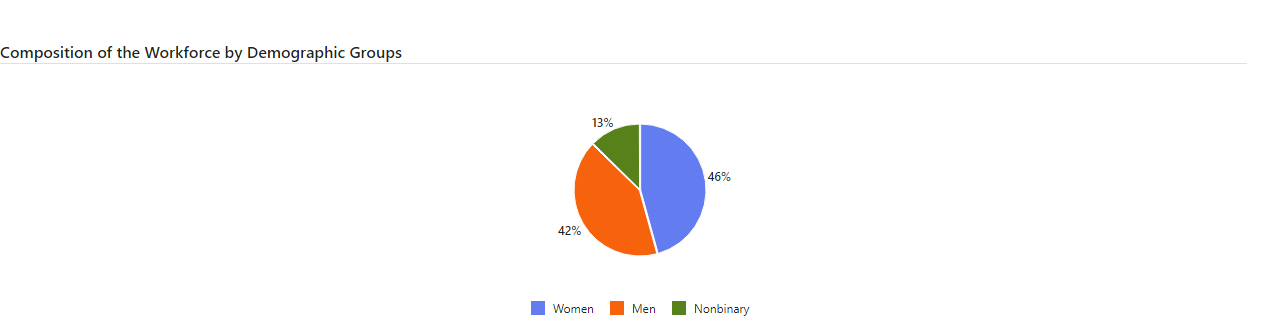 Composition of the Workforce by Demographic Groups
13%
46%
42%
Women Men Nonbinary